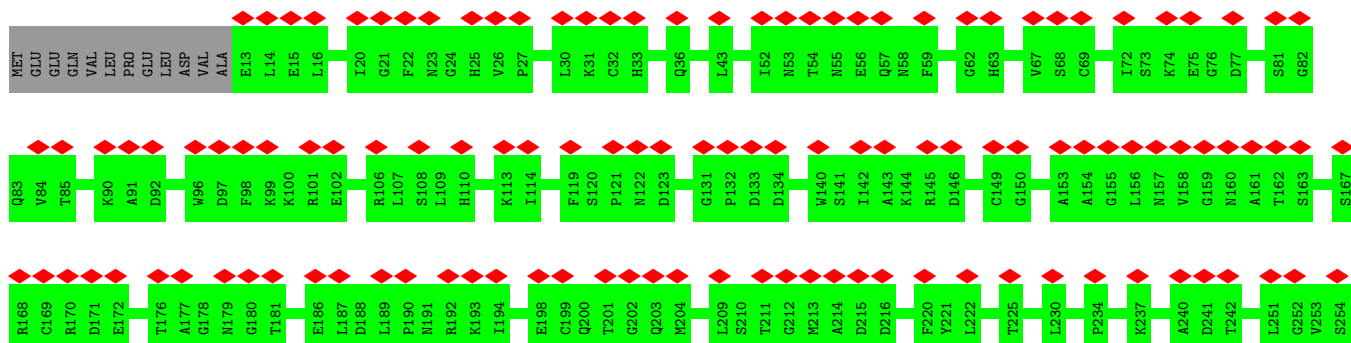 MET GLU GLU GLN VAL LEU PRO GLU LEU ASP VAL ALA E13 L14 E15 L16 I20 G21 F22 N23 G24 H25 V26 P27 L30 K31 C32 H33 Q36 L43 I52 N53 T54 N55 E56 Q57 N58 F59 G62 H63 V67 S68 C69 I72 S73 K74 E75 G76 D77 S81 G82
Q83 V84 T85 K90 A91 D92 W96 D97 F98 K99 K100 R101 E102 R106 L107 S108 L109 H110 K113 I114 F119 S120 P121 N122 D123 G131 P132 D133 D134 W140 S141 I142 A143 K144 R145 D146 C149 G150 A153 A154 G155 L156 N157 V158 G159 N160 A161 T162 S163 S167
R168 C169 R170 D171 E172 T176 A177 G178 N179 G180 T181 E186 L187 D188 L189 P190 N191 R192 K193 I194 E198 C199 Q200 T201 G202 Q203 M204 L209 S210 T211 G212 M213 A214 D215 D216 F220 Y221 L222 T225 L230 P234 K237 A240 D241 T242 L251 G252 V253 S254